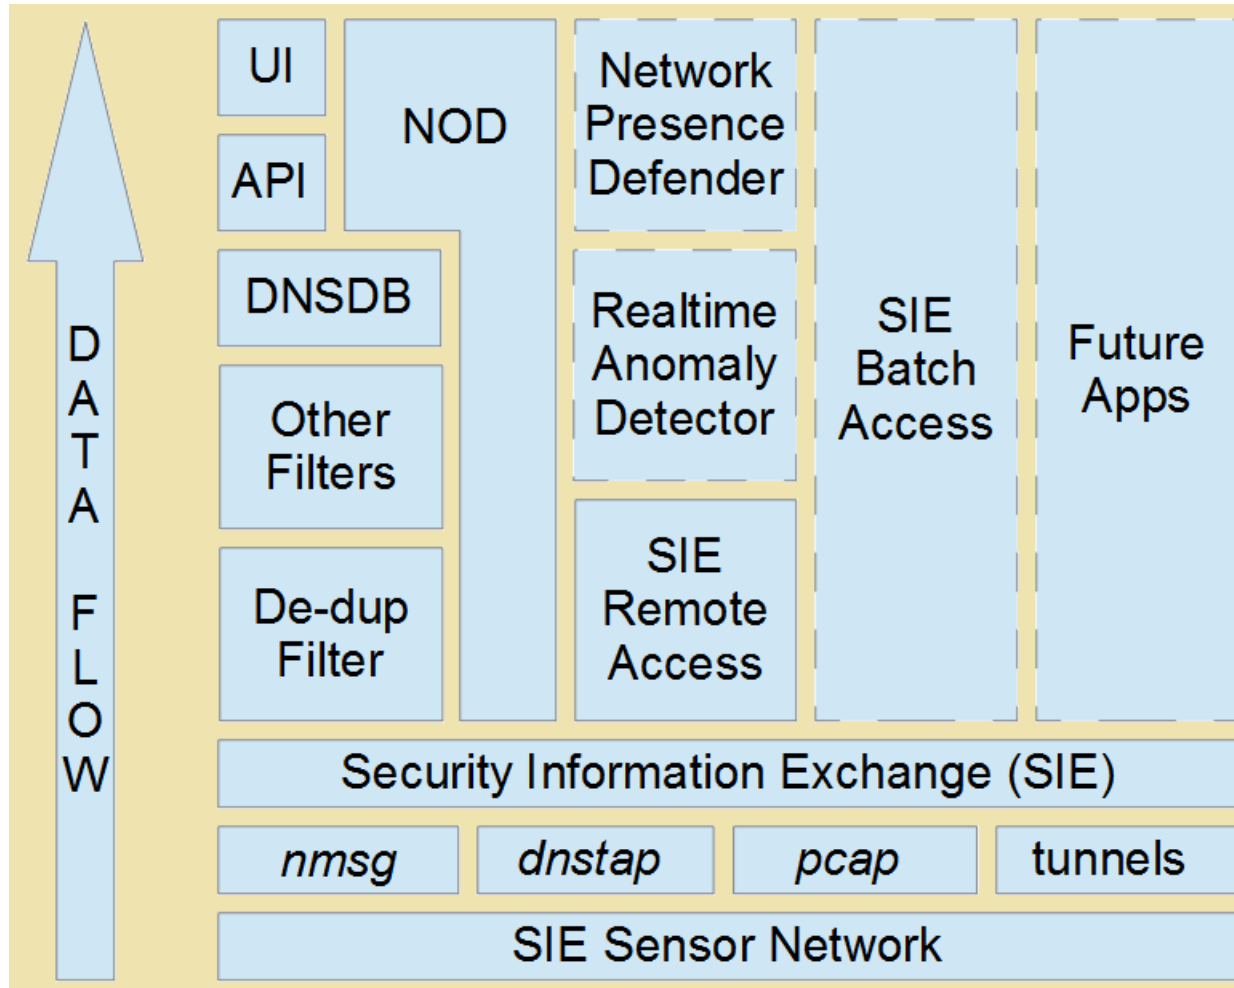 DATA FLOW
UI
API
NOD
DNSDB
Other
Filters
De-dup
Filter
Network
Presence
Defender
Realtime
Anomaly
Detector
SIE
Remote
Access
SIE
Batch
Access
Future
Apps
Security Information Exchange (SIE)
nmsg
dnstap
pcap
tunnels
SIE Sensor Network